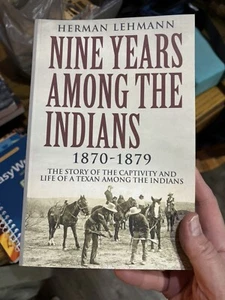 HERMAN LEHMANN
NINE YEARS
AMONG THE
INDIANS
1870-1879
THE STORY OF THE CAPTIVITY AND
LIFE OF A TEXAN AMONG THE INDIANS